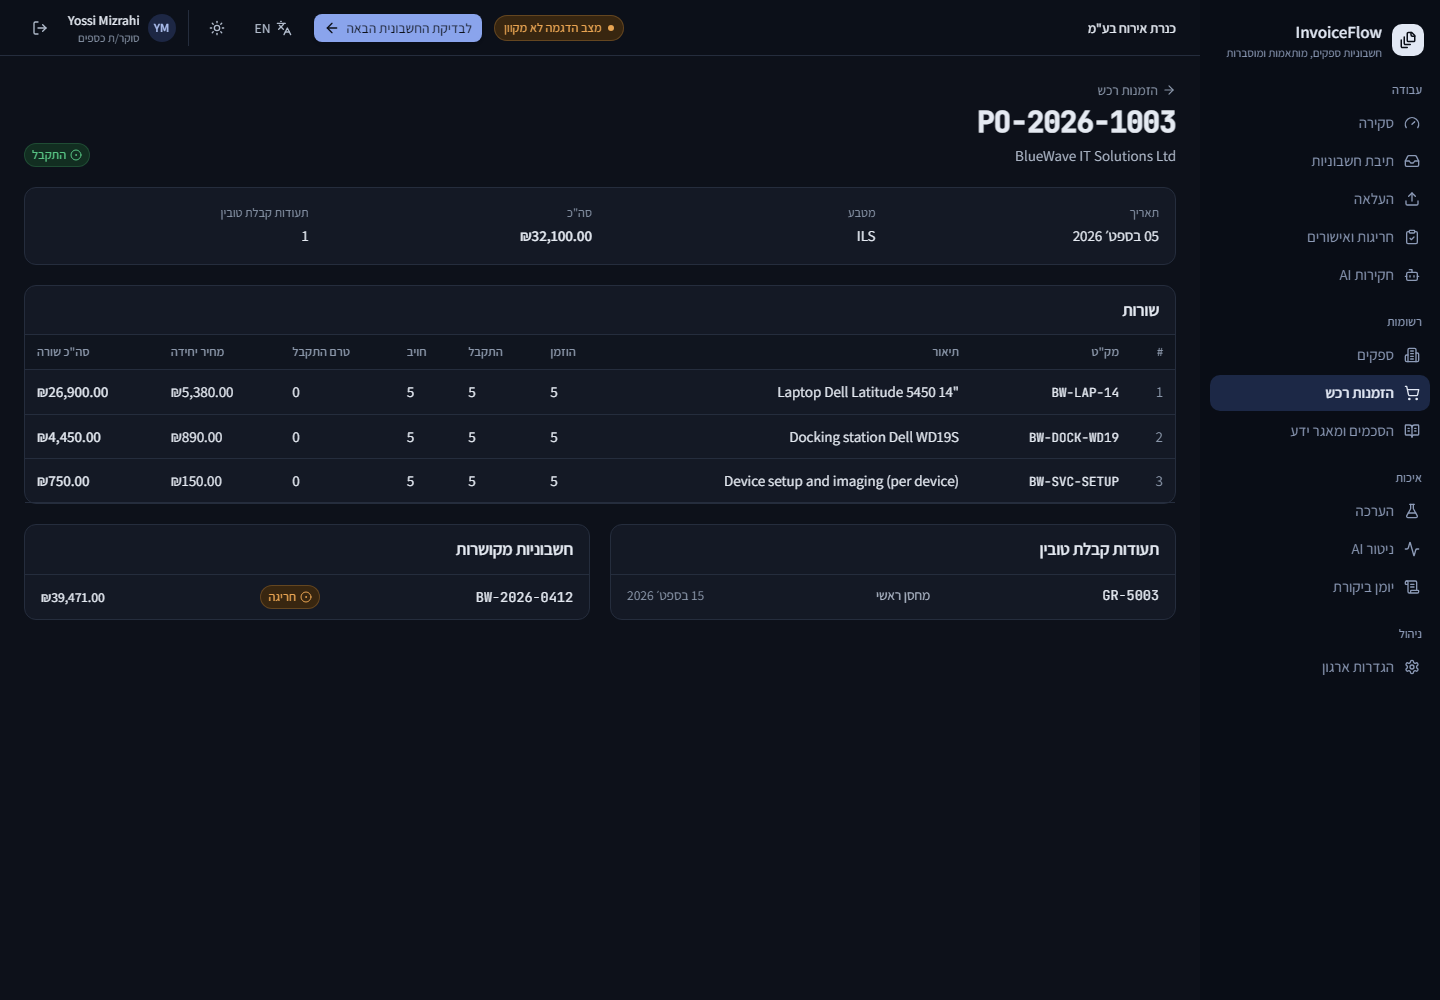 InvoiceFlow
חשבוניות ספקים, מותאמות ומוסברות
עבודה
סקירה
תיבת חשבוניות
העלאה
חריגות ואישורים
חקירות AI
רשומות
ספקים
הזמנות רכש
הסכמים ומאגר ידע
איכות
הערכה
ניטור AI
יומן ביקורת
ניהול
הגדרות ארגון
כנרת אירוח בע"מ
מצב הדגמה לא מקוון
לבדיקת החשבונית הבאה
EN
YM
Yossi Mizrahi
סוקר/ת כספים
הזמנות רכש
PO-2026-1003
BlueWave IT Solutions Ltd
התקבל
תאריך מטבע סה"כ תעודות קבלת טובין
05 בספט׳ 2026 ILS ₪32,100.00 1
שורות
# מק"ט תיאור הוזמן התקבל חויב טרם התקבל מחיר יחידה סה"כ שורה
1 BW-LAP-14 Laptop Dell Latitude 5450 14" 5 5 5 0 ₪5,380.00 ₪26,900.00
2 BW-DOCK-WD19 Docking station Dell WD19S 5 5 5 0 ₪890.00 ₪4,450.00
3 BW-SVC-SETUP Device setup and imaging (per device) 5 5 5 0 ₪150.00 ₪750.00
תעודות קבלת טובין
GR-5003 מחסן ראשי 15 בספט׳ 2026
חשבוניות מקושרות
BW-2026-0412 חריגה ₪39,471.00